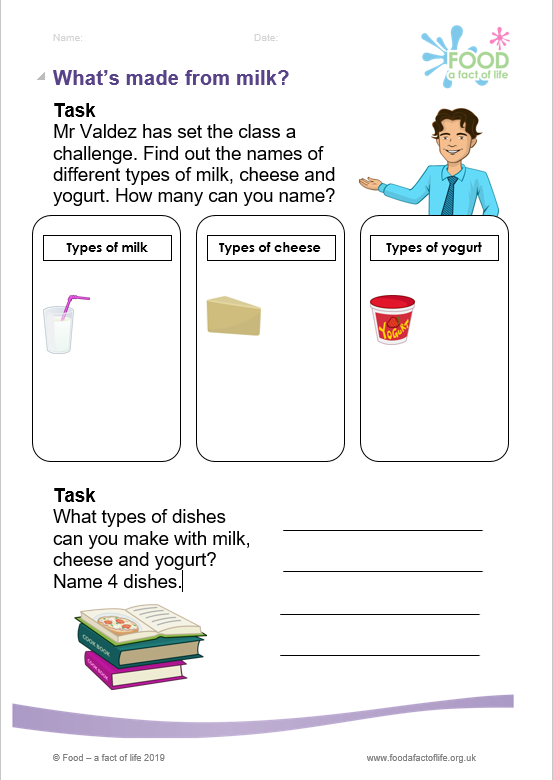 Name:
Date:
FOOD
a fact of life
What's made from milk?
Task
Mr Valdez has set the class a
challenge. Find out the names of
different types of milk, cheese and
yogurt. How many can you name?
Types of milk
Types of cheese
Types of yogurt
YOGURT
Task
What types of dishes
can you make with milk,
cheese and yogurt?
Name 4 dishes.
COOK BOOK
COOK BOOK
© Food – a fact of life 2019
www.foodafactoflife.org.uk